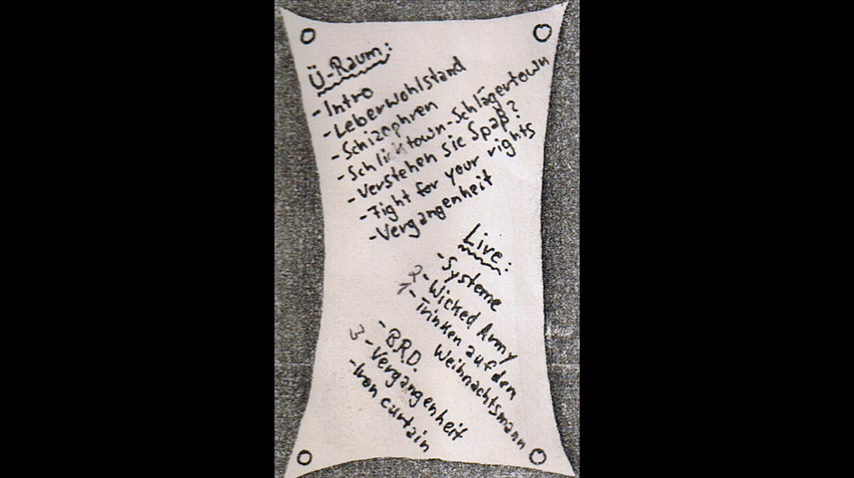 Ü-Raum:
- Intro
- Leberwohlstand
- Schizophren
- Schlicktown-Schlägertown
- Verstehen sie Spaß?
- Fight for your rights
- Vergangenheit
Live:
- Systeme
2 - Wicked Army
1 - Trinken auf den
Weihnachtsmann
- B.R.D.
3 - Vergangenheit
- Iron curtain